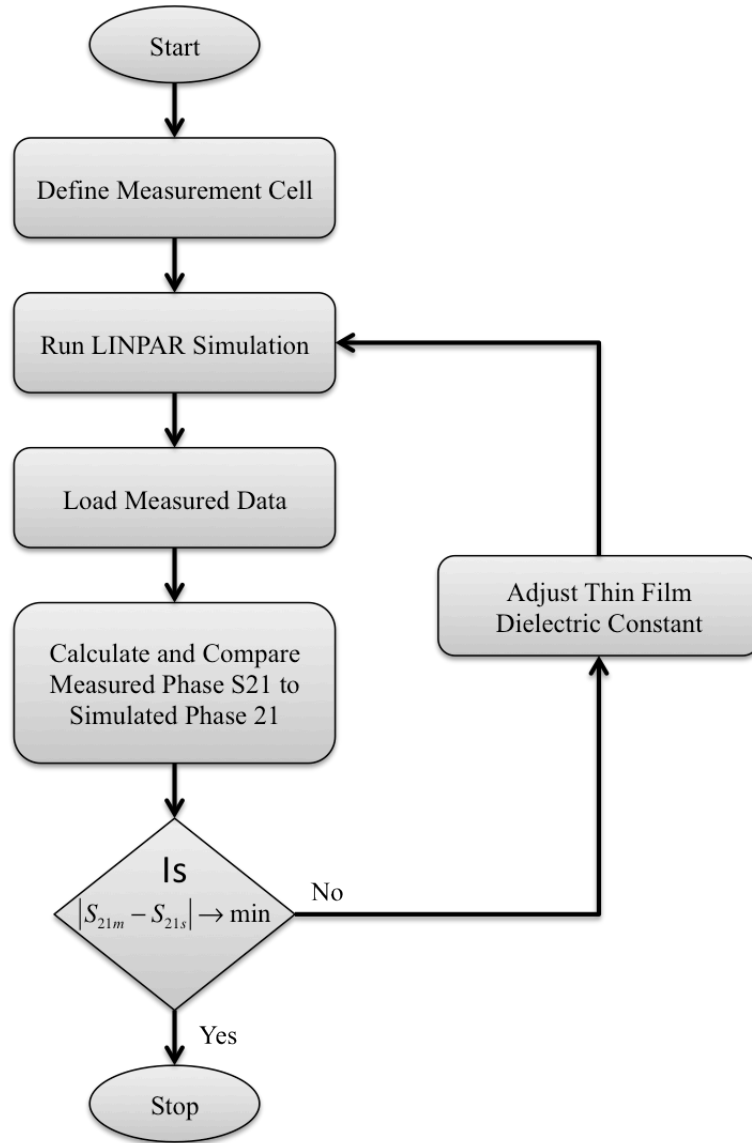 Start
Define Measurement Cell
Run LINPAR Simulation
Load Measured Data
Adjust Thin Film
Dielectric Constant
Calculate and Compare
Measured Phase S21 to
Simulated Phase 21
Is
|S₂₁ₘ − S₂₁ₛ| → min
No
Yes
Stop